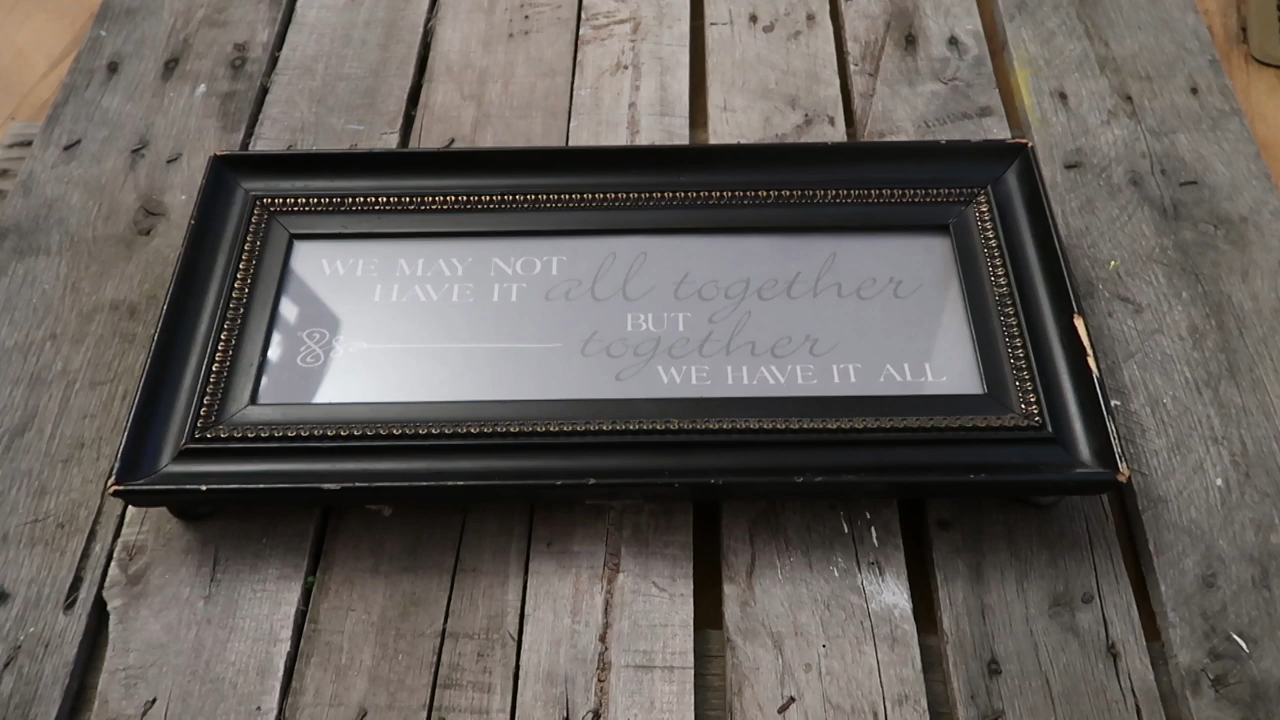 WE MAY NOT
HAVE IT all together
BUT
together
WE HAVE IT ALL